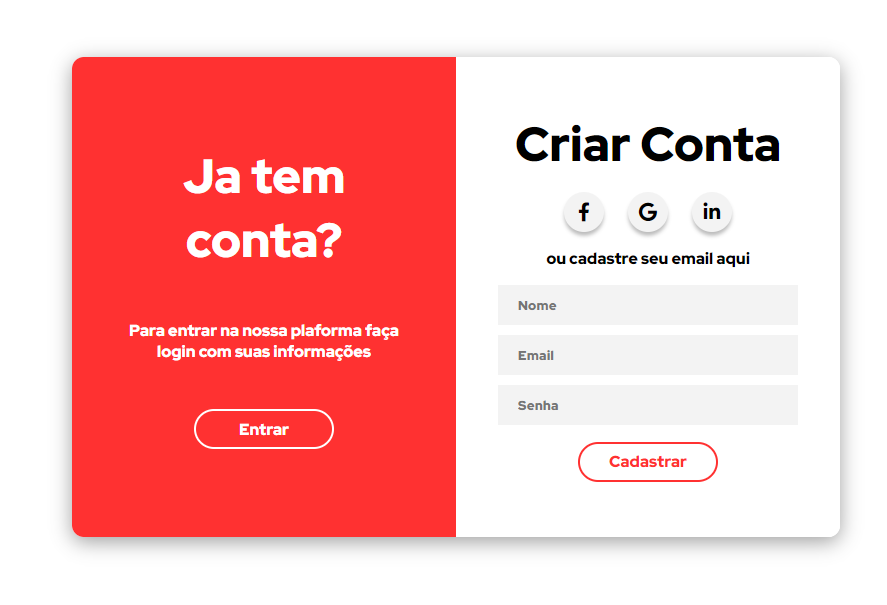 Ja tem
conta?
Para entrar na nossa plaforma faça
login com suas informações
Entrar
Criar Conta
f G in
ou cadastre seu email aqui
Nome
Email
Senha
Cadastrar